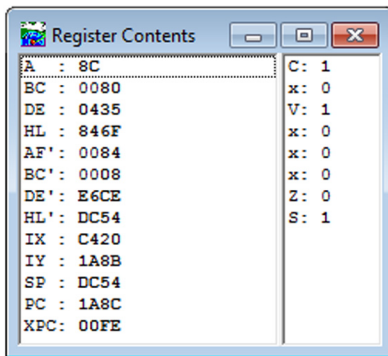 Register Contents
A  : 8C
BC : 0080
DE : 0435
HL : 846F
AF': 0084
BC': 0008
DE': E6CE
HL': DC54
IX : C420
IY : 1A8B
SP : DC54
PC : 1A8C
XPC: 00FE
C: 1
x: 0
V: 1
x: 0
x: 0
x: 0
Z: 0
S: 1